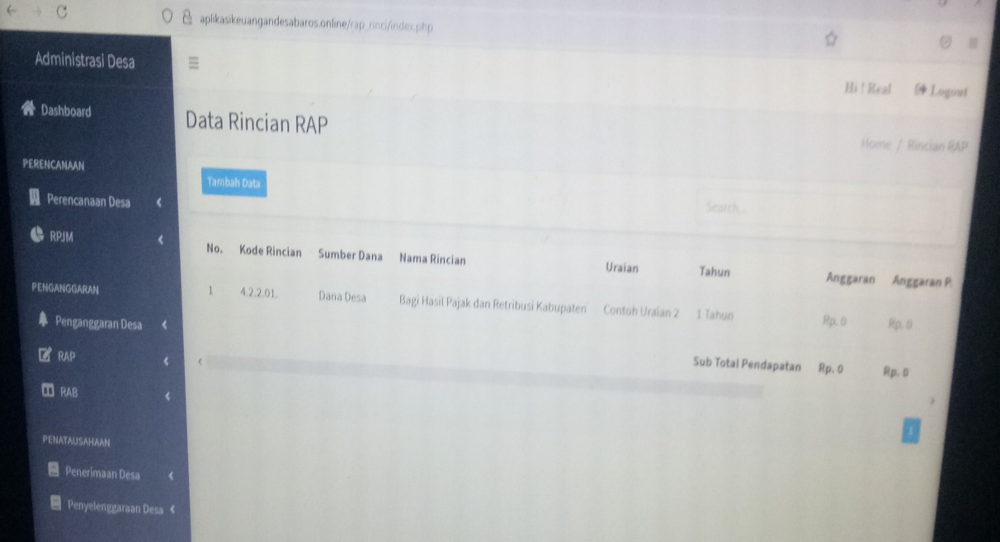 aplikasikeuangandesabaros.online/rap_rinci/index.php
Administrasi Desa
Hi ! Real Logout
Dashboard
Data Rincian RAP
Home / Rincian RAP
PERENCANAAN
Tambah Data
Perencanaan Desa
Search...
RPJM
No. Kode Rincian Sumber Dana Nama Rincian Uraian Tahun Anggaran Anggaran P.
1 4.2.2.01. Dana Desa Bagi Hasil Pajak dan Retribusi Kabupaten Contoh Uraian 2 1 Tahun Rp. 0 Rp. 0
PENGANGGARAN
Penganggaran Desa
RAP
Sub Total Pendapatan Rp. 0 Rp. 0
RAB
1
PENATAUSAHAAN
Penerimaan Desa
Penyelenggaraan Desa